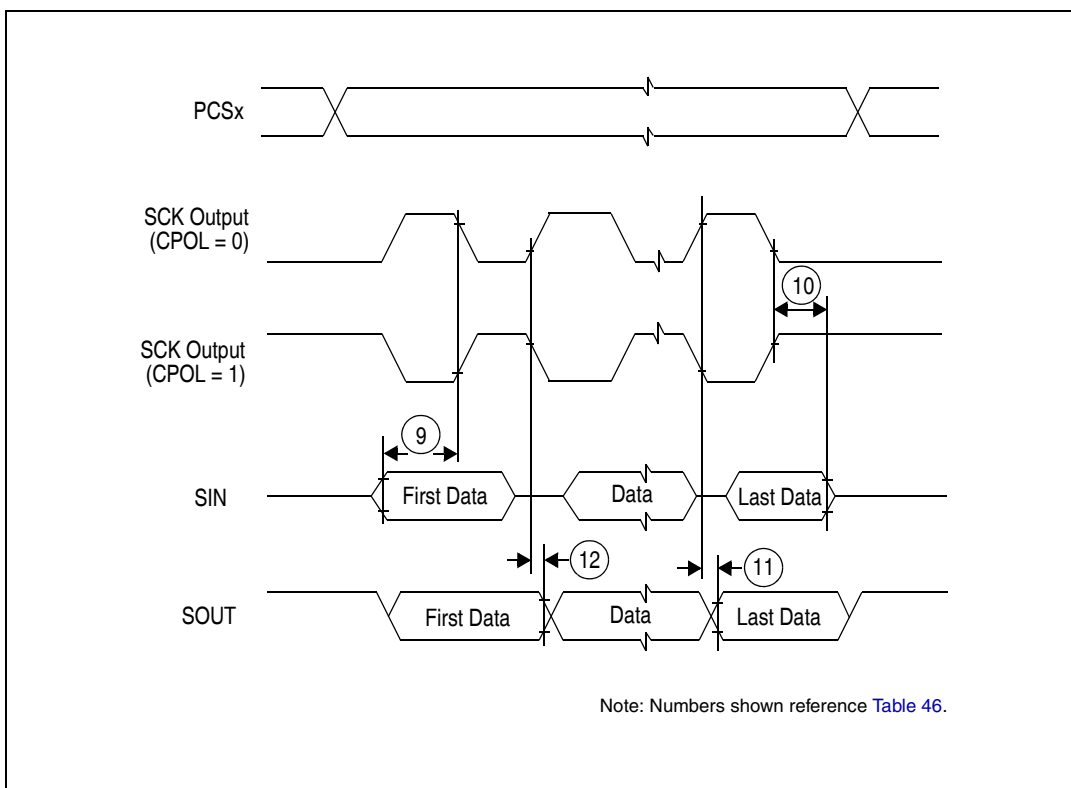 PCSx
SCK Output
(CPOL = 0)
10
SCK Output
(CPOL = 1)
9
SIN
First Data
Data
Last Data
12
11
SOUT
First Data
Data
Last Data
Note: Numbers shown reference Table 46.